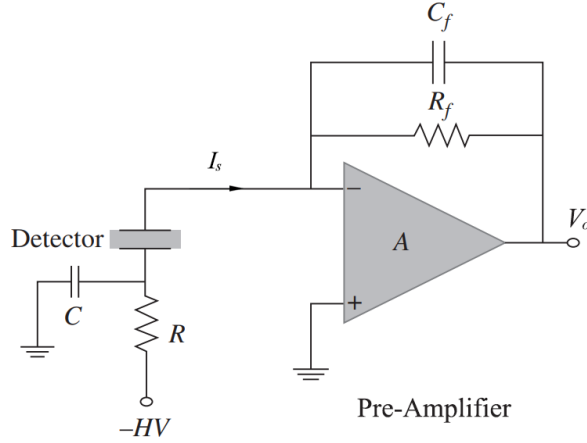 C_f
R_f
I_s
Detector
A
V_o
C
R
–HV
Pre-Amplifier
−
+